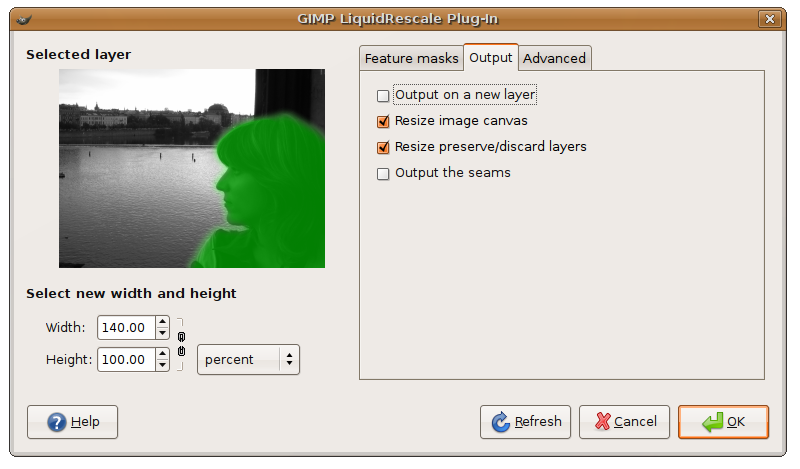 GIMP LiquidRescale Plug-In
Selected layer
Feature masks
Output
Advanced
Output on a new layer
Resize image canvas
Resize preserve/discard layers
Output the seams
Select new width and height
Width: 140.00
Height: 100.00 percent
Help
Refresh
Cancel
OK